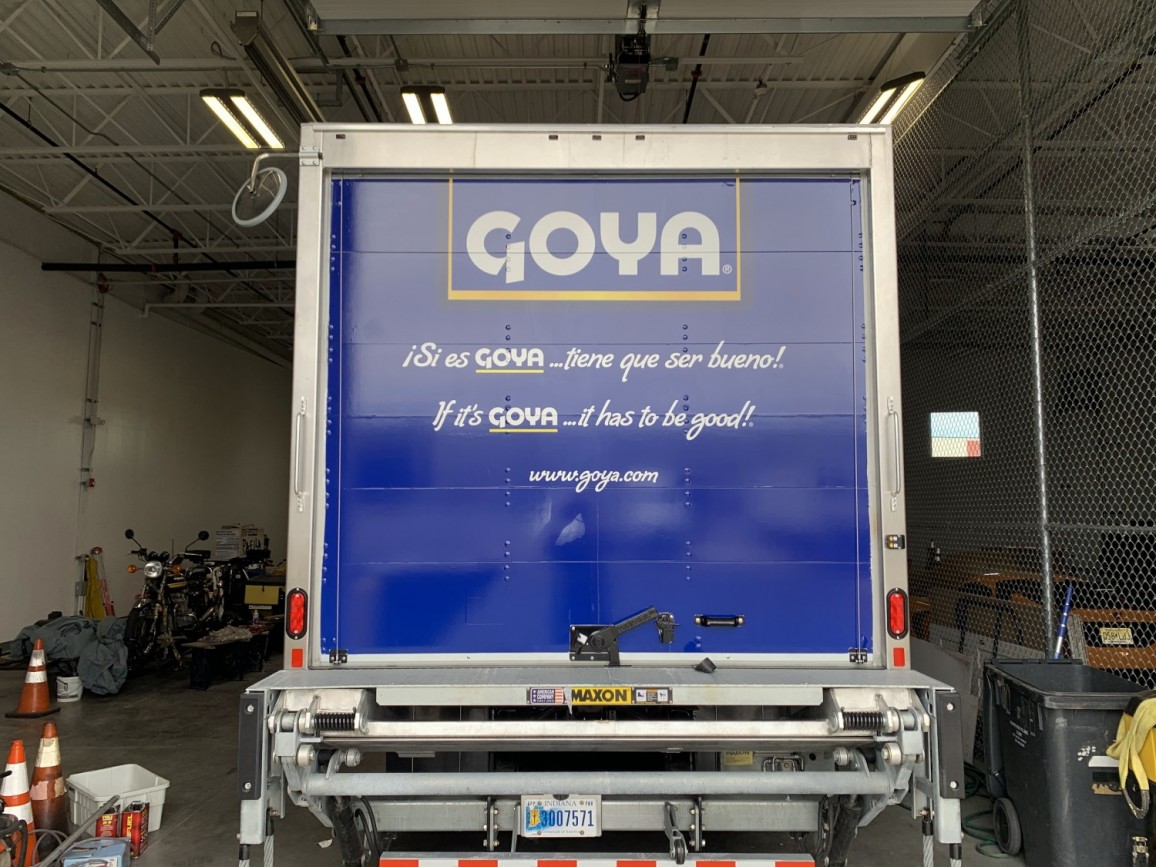 GOYA®
¡Si es GOYA ...tiene que ser bueno!®
If it's GOYA ...it has to be good!®
www.goya.com
MAXON
INDIANA
3007571